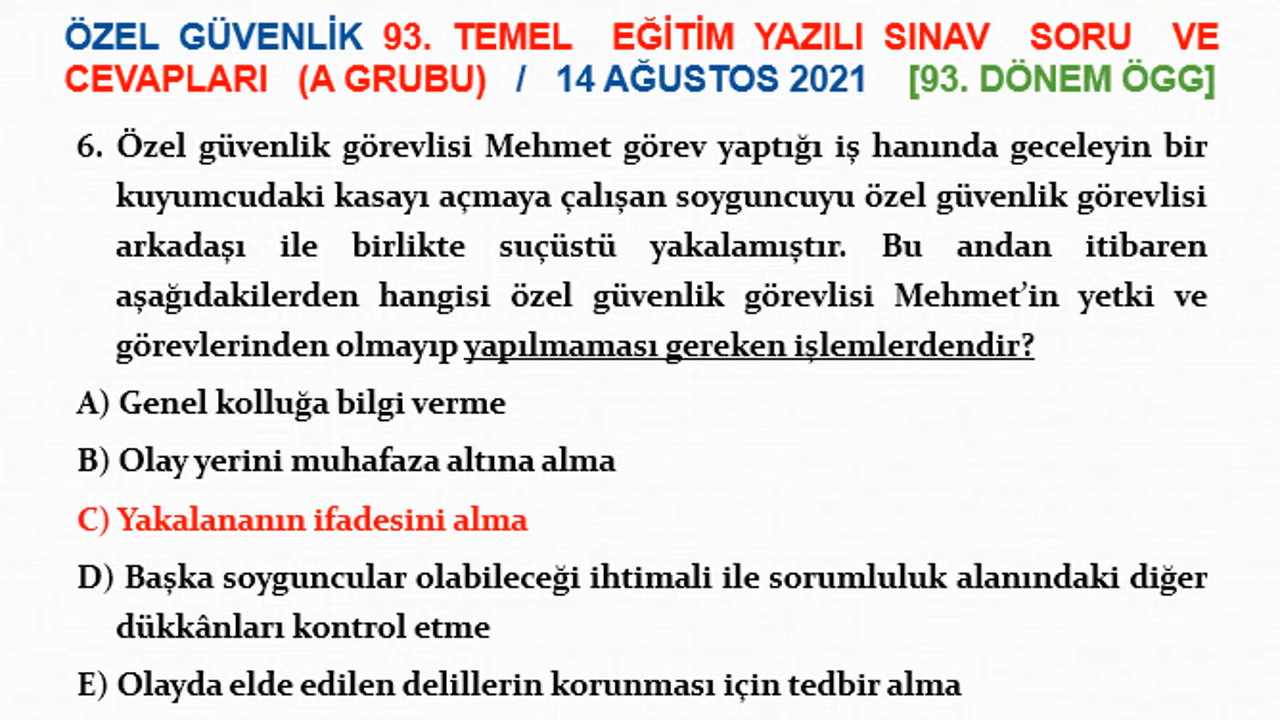 ÖZEL GÜVENLİK 93. TEMEL EĞİTİM YAZILI SINAV SORU VE
CEVAPLARI (A GRUBU) / 14 AĞUSTOS 2021 [93. DÖNEM ÖGG]
6. Özel güvenlik görevlisi Mehmet görev yaptığı iş hanında geceleyin bir
kuyumcudaki kasayı açmaya çalışan soyguncuyu özel güvenlik görevlisi
arkadaşı ile birlikte suçüstü yakalamıştır. Bu andan itibaren
aşağıdakilerden hangisi özel güvenlik görevlisi Mehmet’in yetki ve
görevlerinden olmayıp yapılmaması gereken işlemlerdendir?
A) Genel kolluğa bilgi verme
B) Olay yerini muhafaza altına alma
C) Yakalananın ifadesini alma
D) Başka soyguncular olabileceği ihtimali ile sorumluluk alanındaki diğer
dükkânları kontrol etme
E) Olayda elde edilen delillerin korunması için tedbir alma